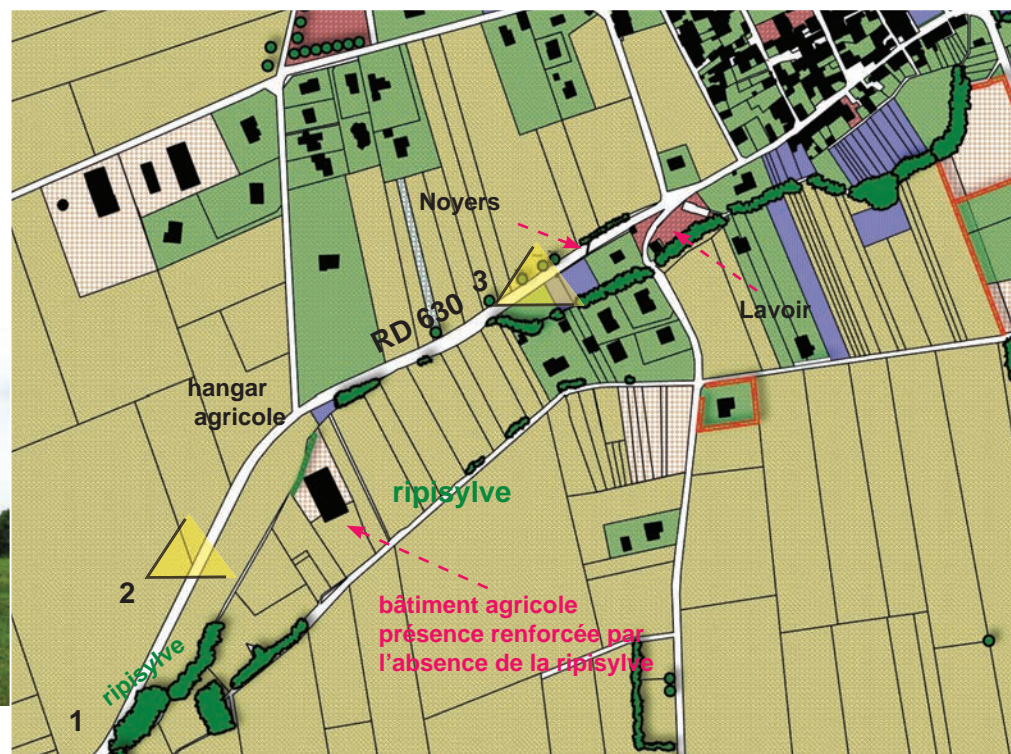 Noyers
3
RD 630
Lavoir
hangar
agricole
ripisylve
2
bâtiment agricole
présence renforcée par
l'absence de la ripisylve
ripisylve
1